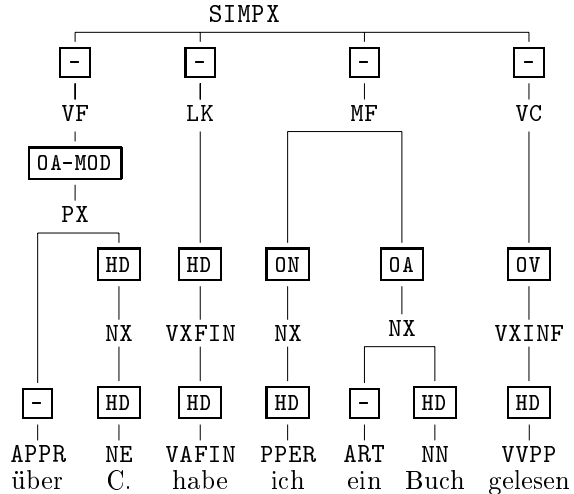 SIMPX
- - - -
VF LK MF VC
OA-MOD
PX
HD HD ON OA OV
NX VXFIN NX NX VXINF
- HD HD HD - HD HD
APPR NE VAFIN PPER ART NN VVPP
über C. habe ich ein Buch gelesen